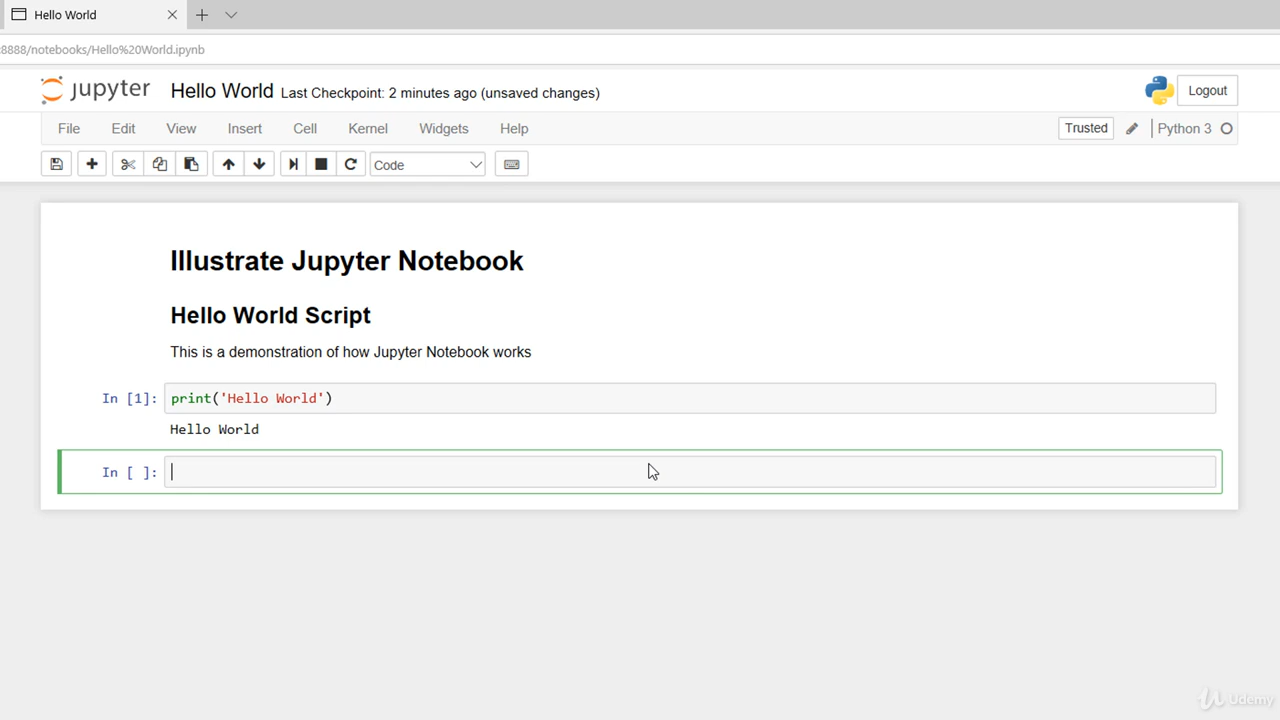 Hello World
8888/notebooks/Hello%20World.ipynb
jupyter Hello World Last Checkpoint: 2 minutes ago (unsaved changes) Logout
File Edit View Insert Cell Kernel Widgets Help Trusted Python 3
Code
Illustrate Jupyter Notebook
Hello World Script
This is a demonstration of how Jupyter Notebook works
In [1]: print('Hello World')
Hello World
In [ ]:
Udemy